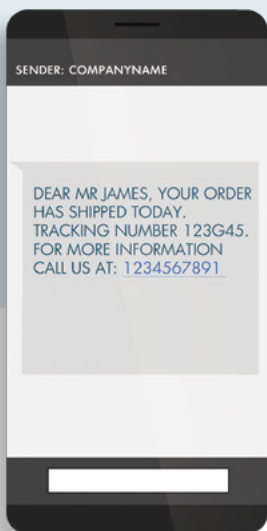 SENDER: COMPANYNAME
DEAR MR JAMES, YOUR ORDER
HAS SHIPPED TODAY.
TRACKING NUMBER 123G45.
FOR MORE INFORMATION
CALL US AT: 1234567891